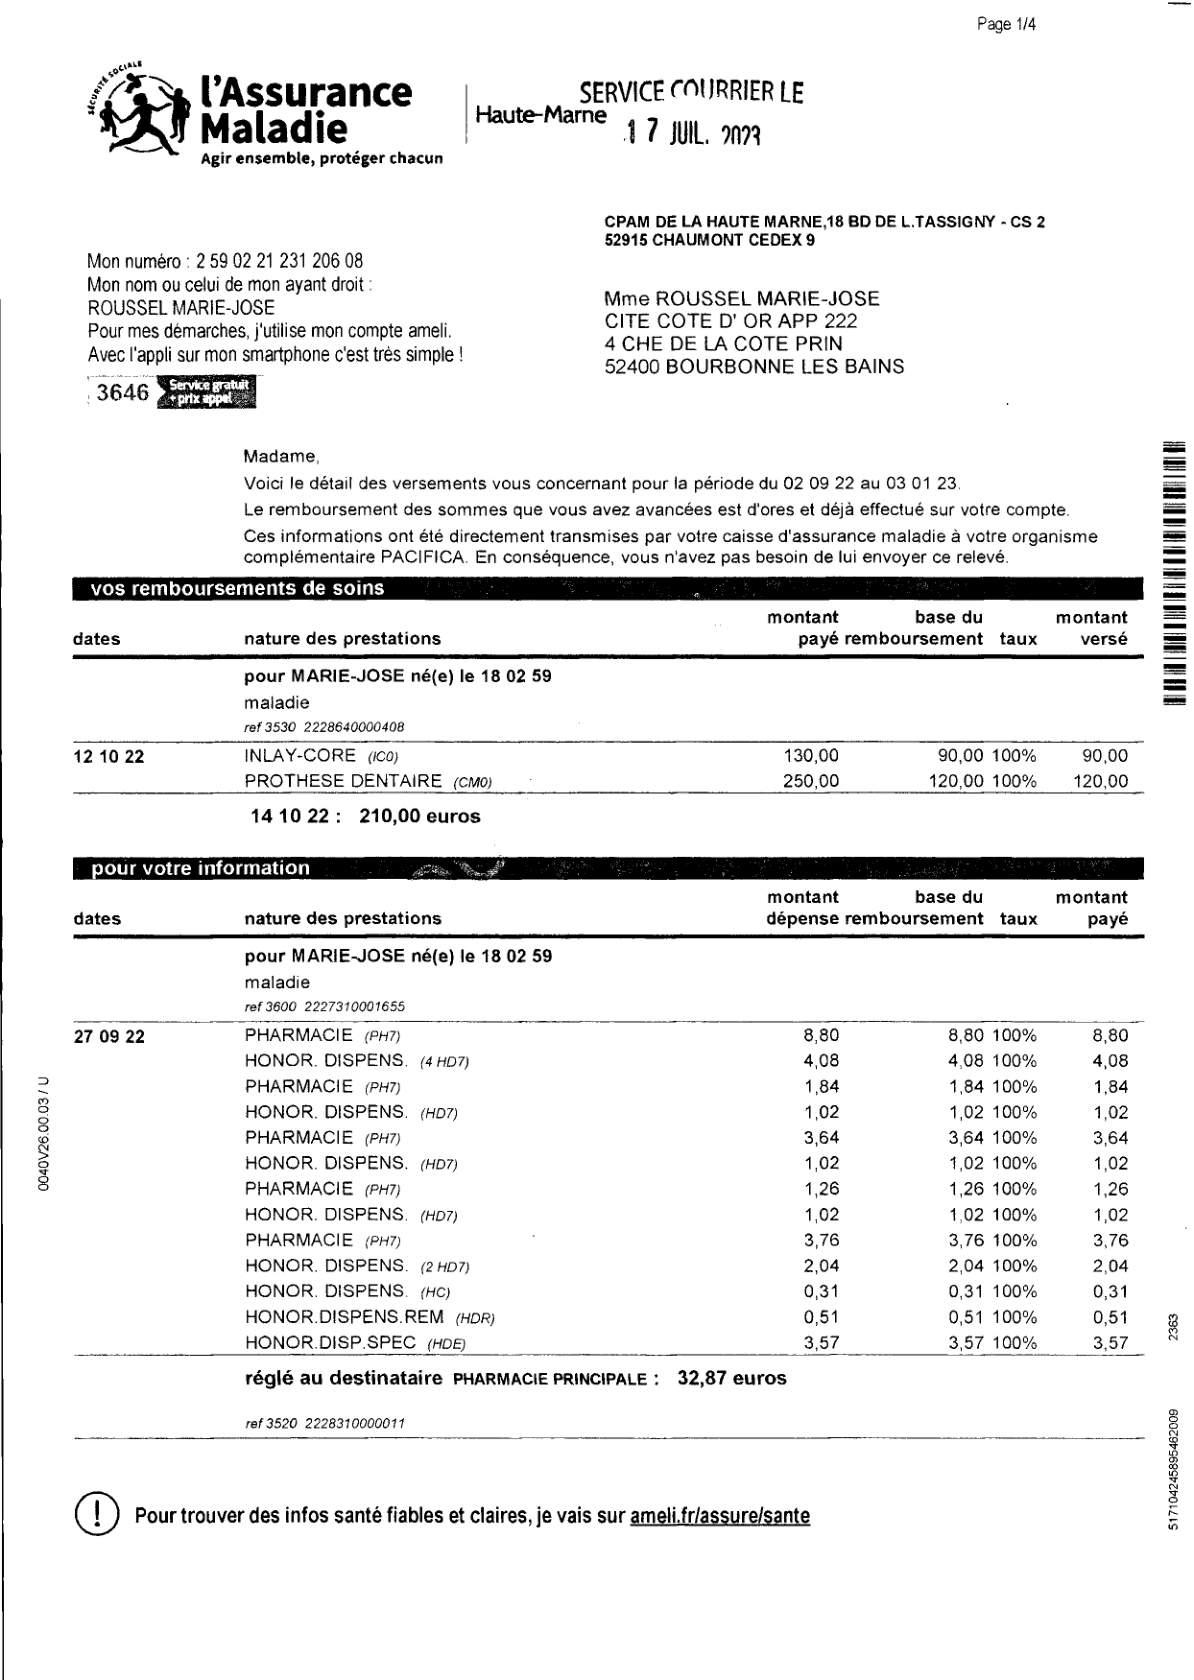 Page 1/4
SÉCURITÉ SOCIALE
l'Assurance
Maladie
Agir ensemble, protéger chacun
Haute-Marne
SERVICE COURRIER LE
17 JUIL. 2023
CPAM DE LA HAUTE MARNE,18 BD DE L.TASSIGNY - CS 2
52915 CHAUMONT CEDEX 9
Mon numéro : 2 59 02 21 231 206 08
Mon nom ou celui de mon ayant droit :
ROUSSEL MARIE-JOSE
Pour mes démarches, j'utilise mon compte ameli.
Avec l'appli sur mon smartphone c'est très simple !
3646 Service gratuit
+ prix appel
Mme ROUSSEL MARIE-JOSE
CITE COTE D' OR APP 222
4 CHE DE LA COTE PRIN
52400 BOURBONNE LES BAINS
Madame,
Voici le détail des versements vous concernant pour la période du 02 09 22 au 03 01 23.
Le remboursement des sommes que vous avez avancées est d'ores et déjà effectué sur votre compte.
Ces informations ont été directement transmises par votre caisse d'assurance maladie à votre organisme
complémentaire PACIFICA. En conséquence, vous n'avez pas besoin de lui envoyer ce relevé.
vos remboursements de soins
montant base du montant
dates nature des prestations payé remboursement taux versé
pour MARIE-JOSE né(e) le 18 02 59
maladie
ref 3530 2228640000408
12 10 22 INLAY-CORE (IC0) 130,00 90,00 100% 90,00
PROTHESE DENTAIRE (CM0) 250,00 120,00 100% 120,00
14 10 22 : 210,00 euros
pour votre information
montant base du montant
dates nature des prestations dépense remboursement taux payé
pour MARIE-JOSE né(e) le 18 02 59
maladie
ref 3600 2227310001655
27 09 22 PHARMACIE (PH7) 8,80 8,80 100% 8,80
HONOR. DISPENS. (4 HD7) 4,08 4,08 100% 4,08
PHARMACIE (PH7) 1,84 1,84 100% 1,84
HONOR. DISPENS. (HD7) 1,02 1,02 100% 1,02
PHARMACIE (PH7) 3,64 3,64 100% 3,64
HONOR. DISPENS. (HD7) 1,02 1,02 100% 1,02
PHARMACIE (PH7) 1,26 1,26 100% 1,26
HONOR. DISPENS. (HD7) 1,02 1,02 100% 1,02
PHARMACIE (PH7) 3,76 3,76 100% 3,76
HONOR. DISPENS. (2 HD7) 2,04 2,04 100% 2,04
HONOR. DISPENS. (HC) 0,31 0,31 100% 0,31
HONOR.DISPENS.REM (HDR) 0,51 0,51 100% 0,51
HONOR.DISP.SPEC (HDE) 3,57 3,57 100% 3,57
réglé au destinataire PHARMACIE PRINCIPALE : 32,87 euros
ref 3520 2228310000011
! Pour trouver des infos santé fiables et claires, je vais sur ameli.fr/assure/sante
0040V26.00.03 / U
2363
517104245895462009